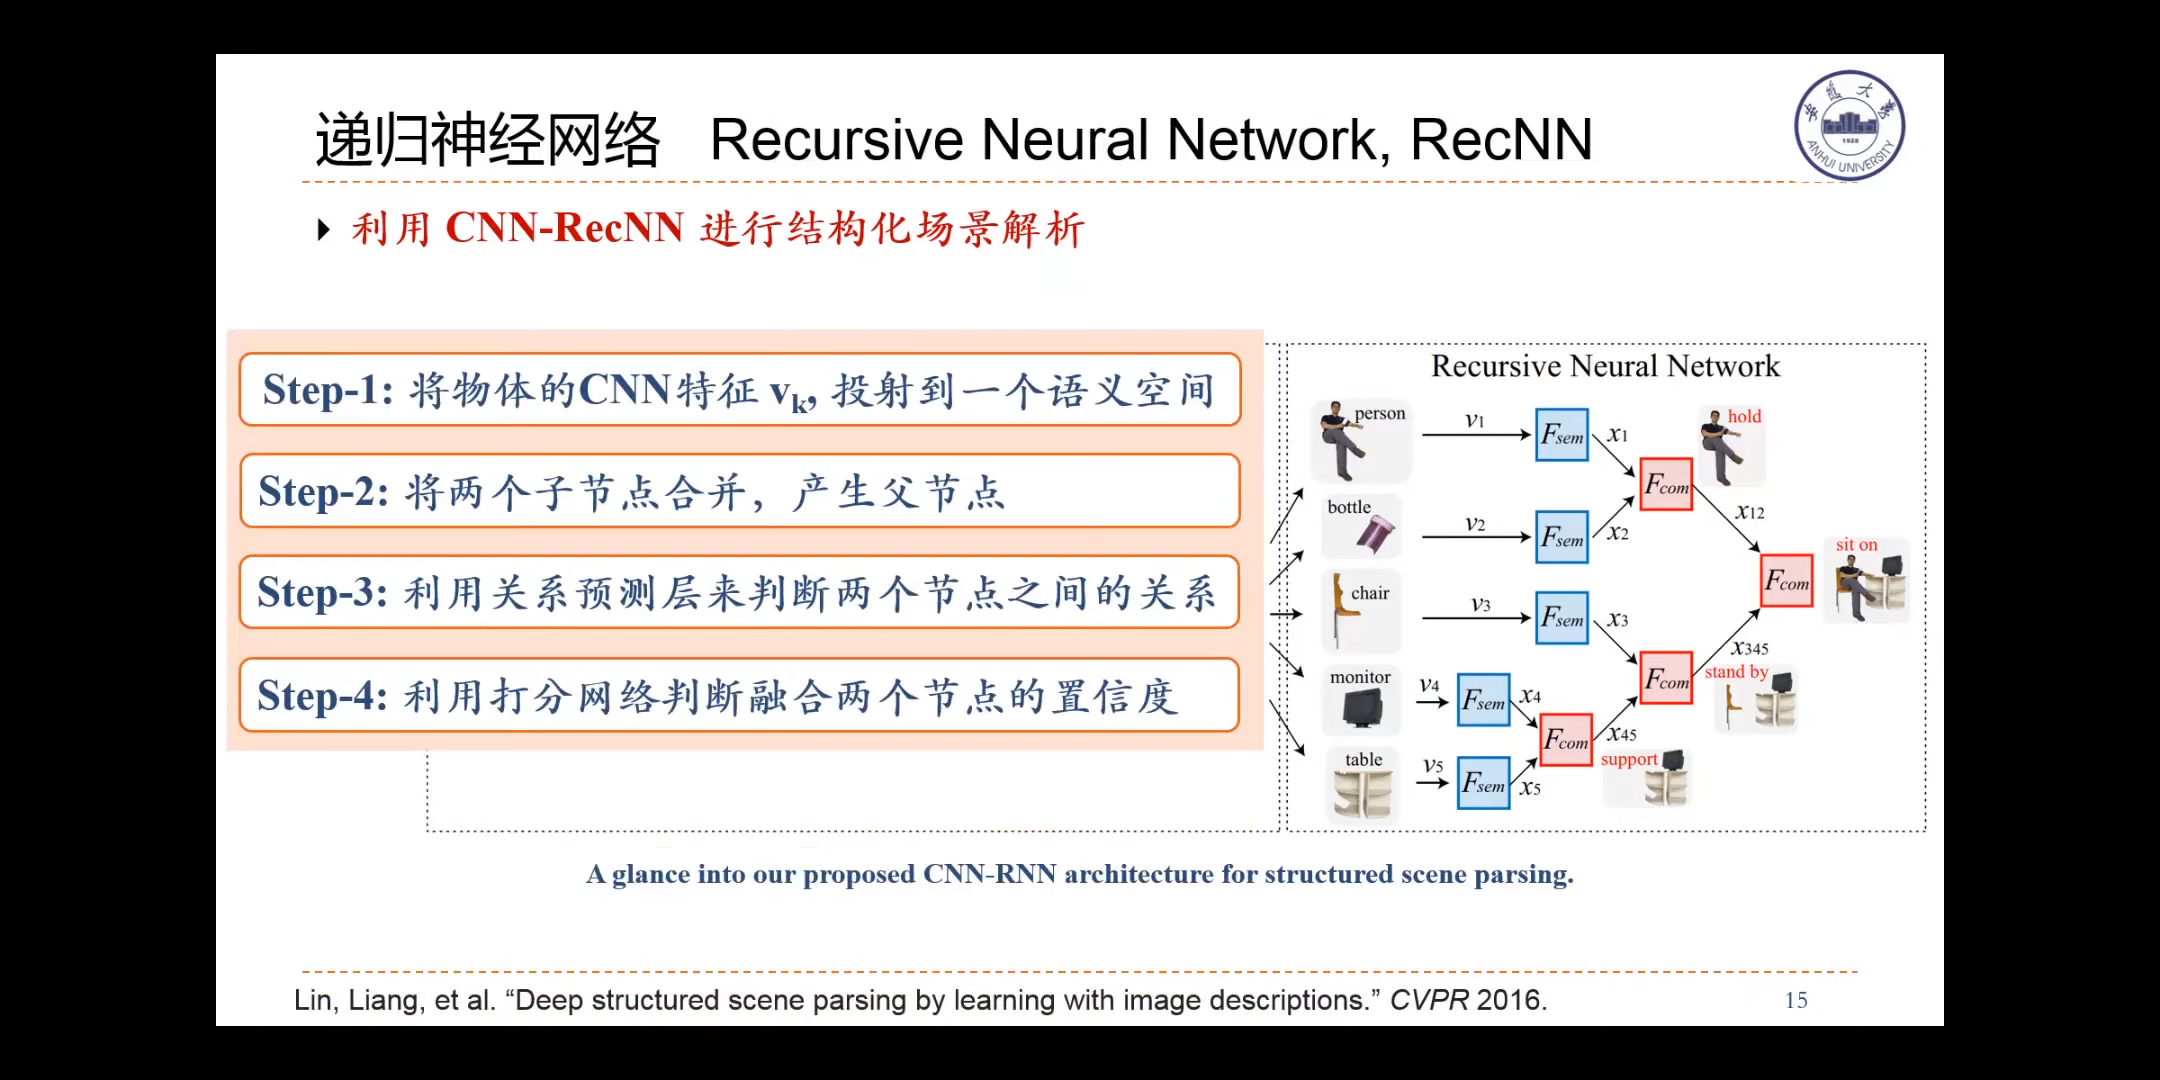 递归神经网络 Recursive Neural Network, RecNN
安徽大学
1928
ANHUI UNIVERSITY
利用 CNN-RecNN 进行结构化场景解析
Step-1: 将物体的CNN特征 vk, 投射到一个语义空间
Step-2: 将两个子节点合并，产生父节点
Step-3: 利用关系预测层来判断两个节点之间的关系
Step-4: 利用打分网络判断融合两个节点的置信度
Recursive Neural Network
person
v1
Fsem
x1
hold
Fcom
bottle
v2
Fsem
x2
x12
sit on
Fcom
chair
v3
Fsem
x3
x345
stand by
Fcom
monitor
v4
Fsem
x4
Fcom
x45
support
table
v5
Fsem
x5
A glance into our proposed CNN-RNN architecture for structured scene parsing.
Lin, Liang, et al. “Deep structured scene parsing by learning with image descriptions.” CVPR 2016.
15